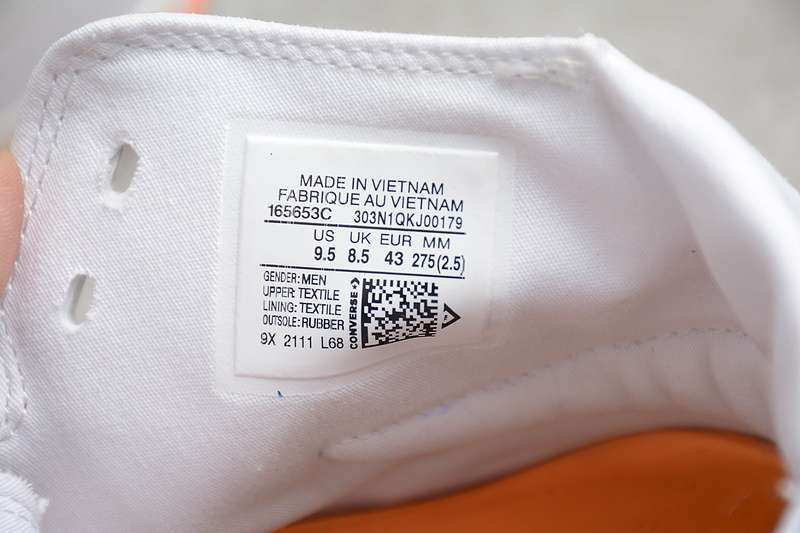 MADE IN VIETNAM
FABRIQUE AU VIETNAM
165653C 303N1QKJ00179
US UK EUR MM
9.5 8.5 43 275(2.5)
GENDER: MEN
UPPER: TEXTILE
LINING: TEXTILE
OUTSOLE: RUBBER
9X 2111 L68
CONVERSE